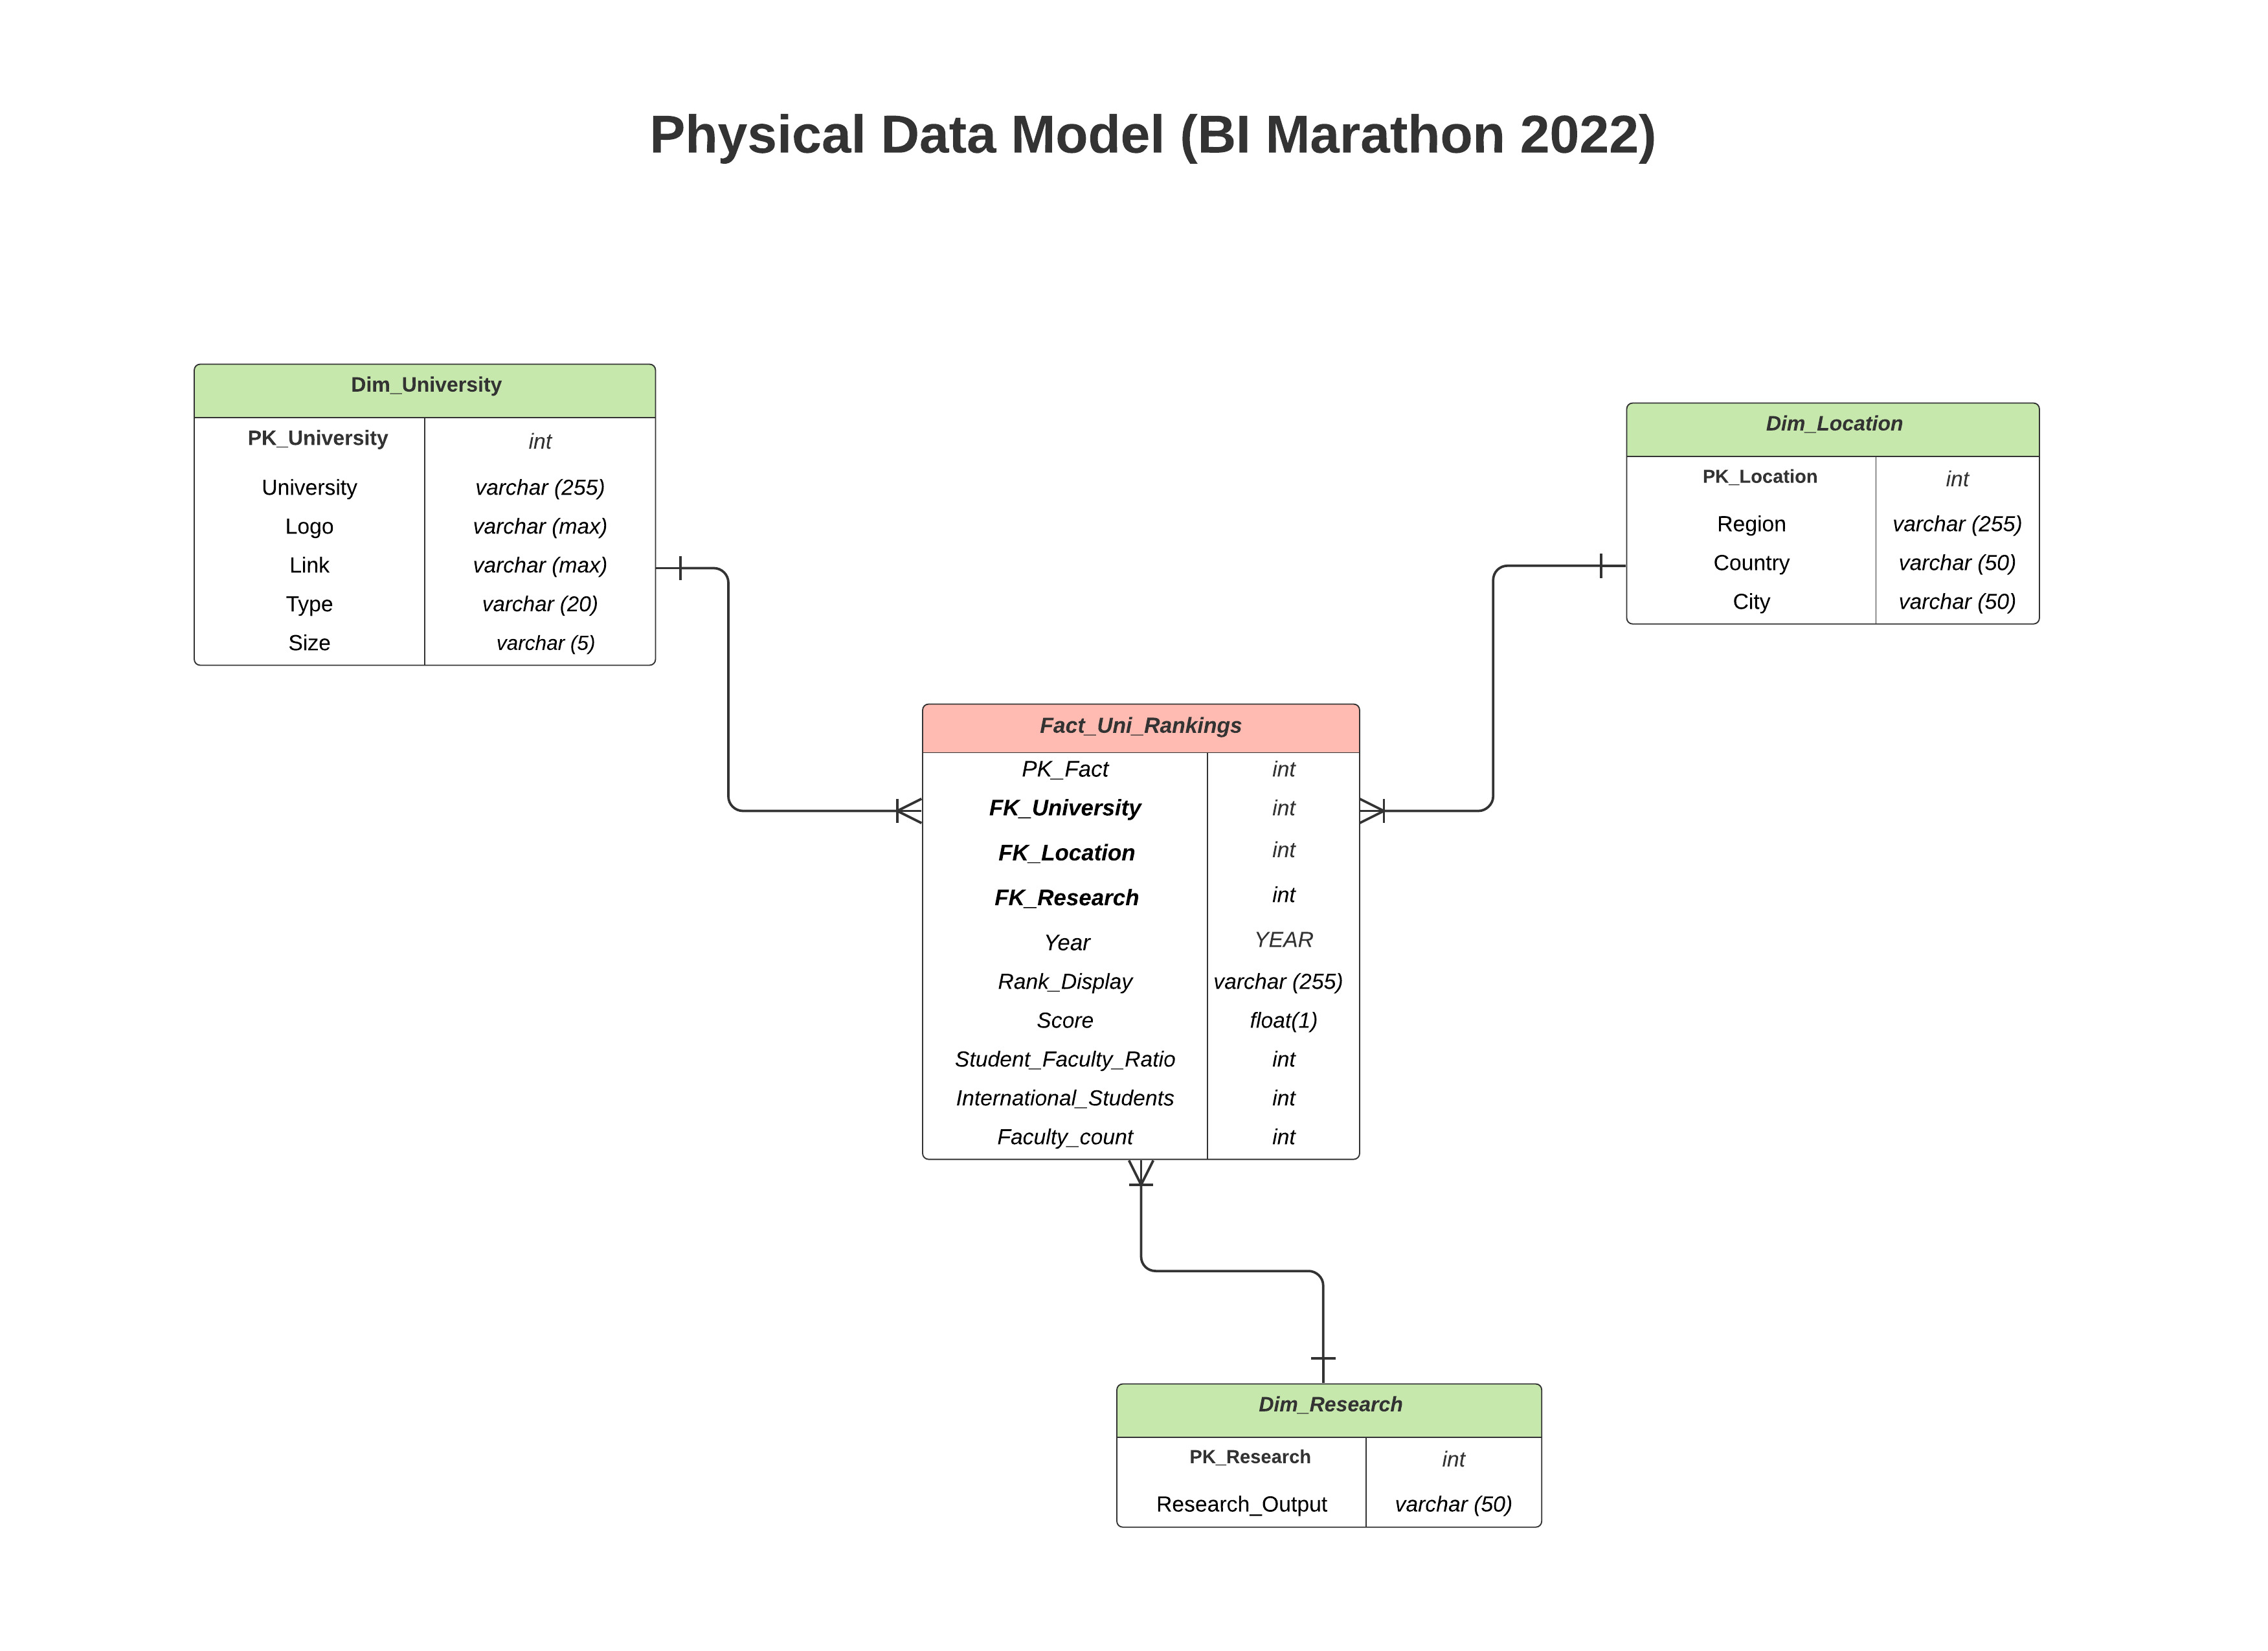 Physical Data Model (BI Marathon 2022)
Dim_University
PK_University int
University varchar (255)
Logo varchar (max)
Link varchar (max)
Type varchar (20)
Size varchar (5)
Dim_Location
PK_Location int
Region varchar (255)
Country varchar (50)
City varchar (50)
Fact_Uni_Rankings
PK_Fact int
FK_University int
FK_Location int
FK_Research int
Year YEAR
Rank_Display varchar (255)
Score float(1)
Student_Faculty_Ratio int
International_Students int
Faculty_count int
Dim_Research
PK_Research int
Research_Output varchar (50)